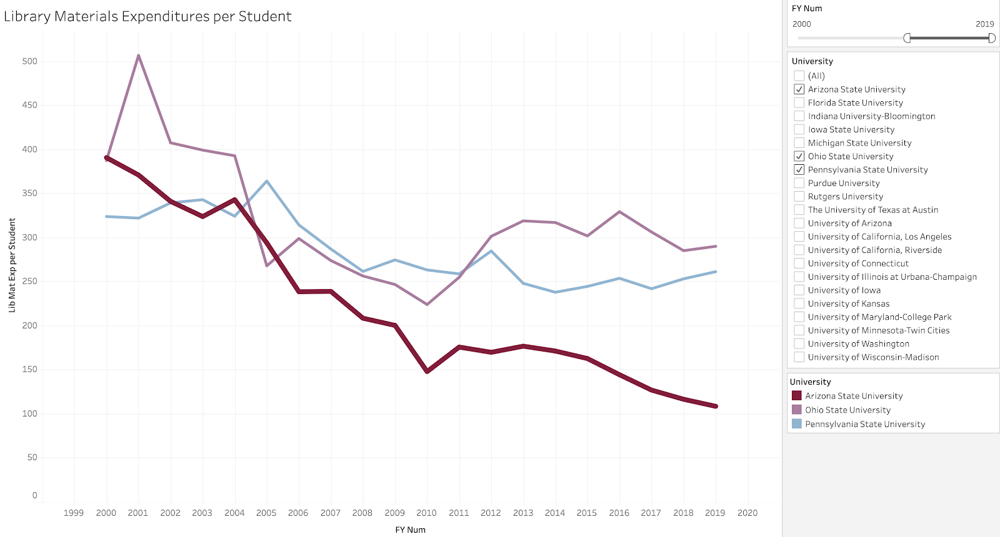 Library Materials Expenditures per Student
500
450
400
350
300
250
200
150
100
50
0
Lib Mat Exp per Student
1999 2000 2001 2002 2003 2004 2005 2006 2007 2008 2009 2010 2011 2012 2013 2014 2015 2016 2017 2018 2019 2020
FY Num
FY Num
2000 2019
University
(All)
Arizona State University
Florida State University
Indiana University-Bloomington
Iowa State University
Michigan State University
Ohio State University
Pennsylvania State University
Purdue University
Rutgers University
The University of Texas at Austin
University of Arizona
University of California, Los Angeles
University of California, Riverside
University of Connecticut
University of Illinois at Urbana-Champaign
University of Iowa
University of Kansas
University of Maryland-College Park
University of Minnesota-Twin Cities
University of Washington
University of Wisconsin-Madison
University
Arizona State University
Ohio State University
Pennsylvania State University